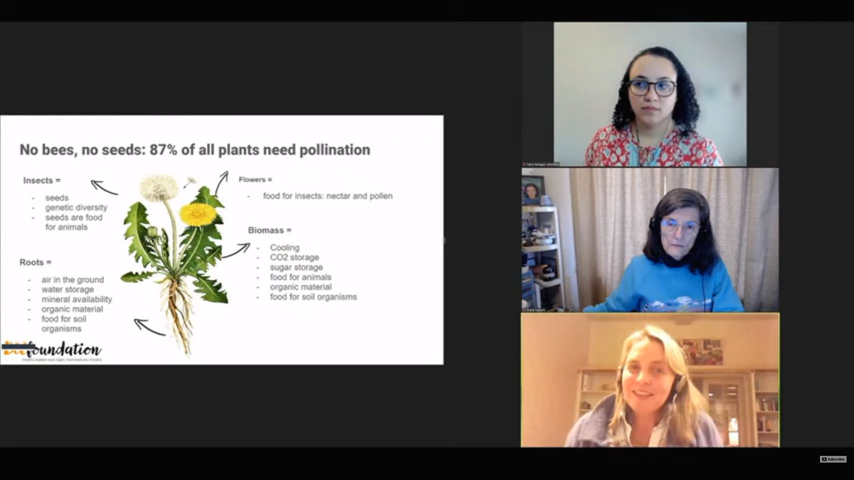 No bees, no seeds: 87% of all plants need pollination
Insects =
- seeds
- genetic diversity
- seeds are food
for animals
Flowers =
- food for insects: nectar and pollen
Biomass =
- Cooling
- CO2 storage
- sugar storage
- food for animals
- organic material
- food for soil organisms
Roots =
- air in the ground
- water storage
- mineral availability
- organic material
- food for soil
organisms
foundation
Subscribe